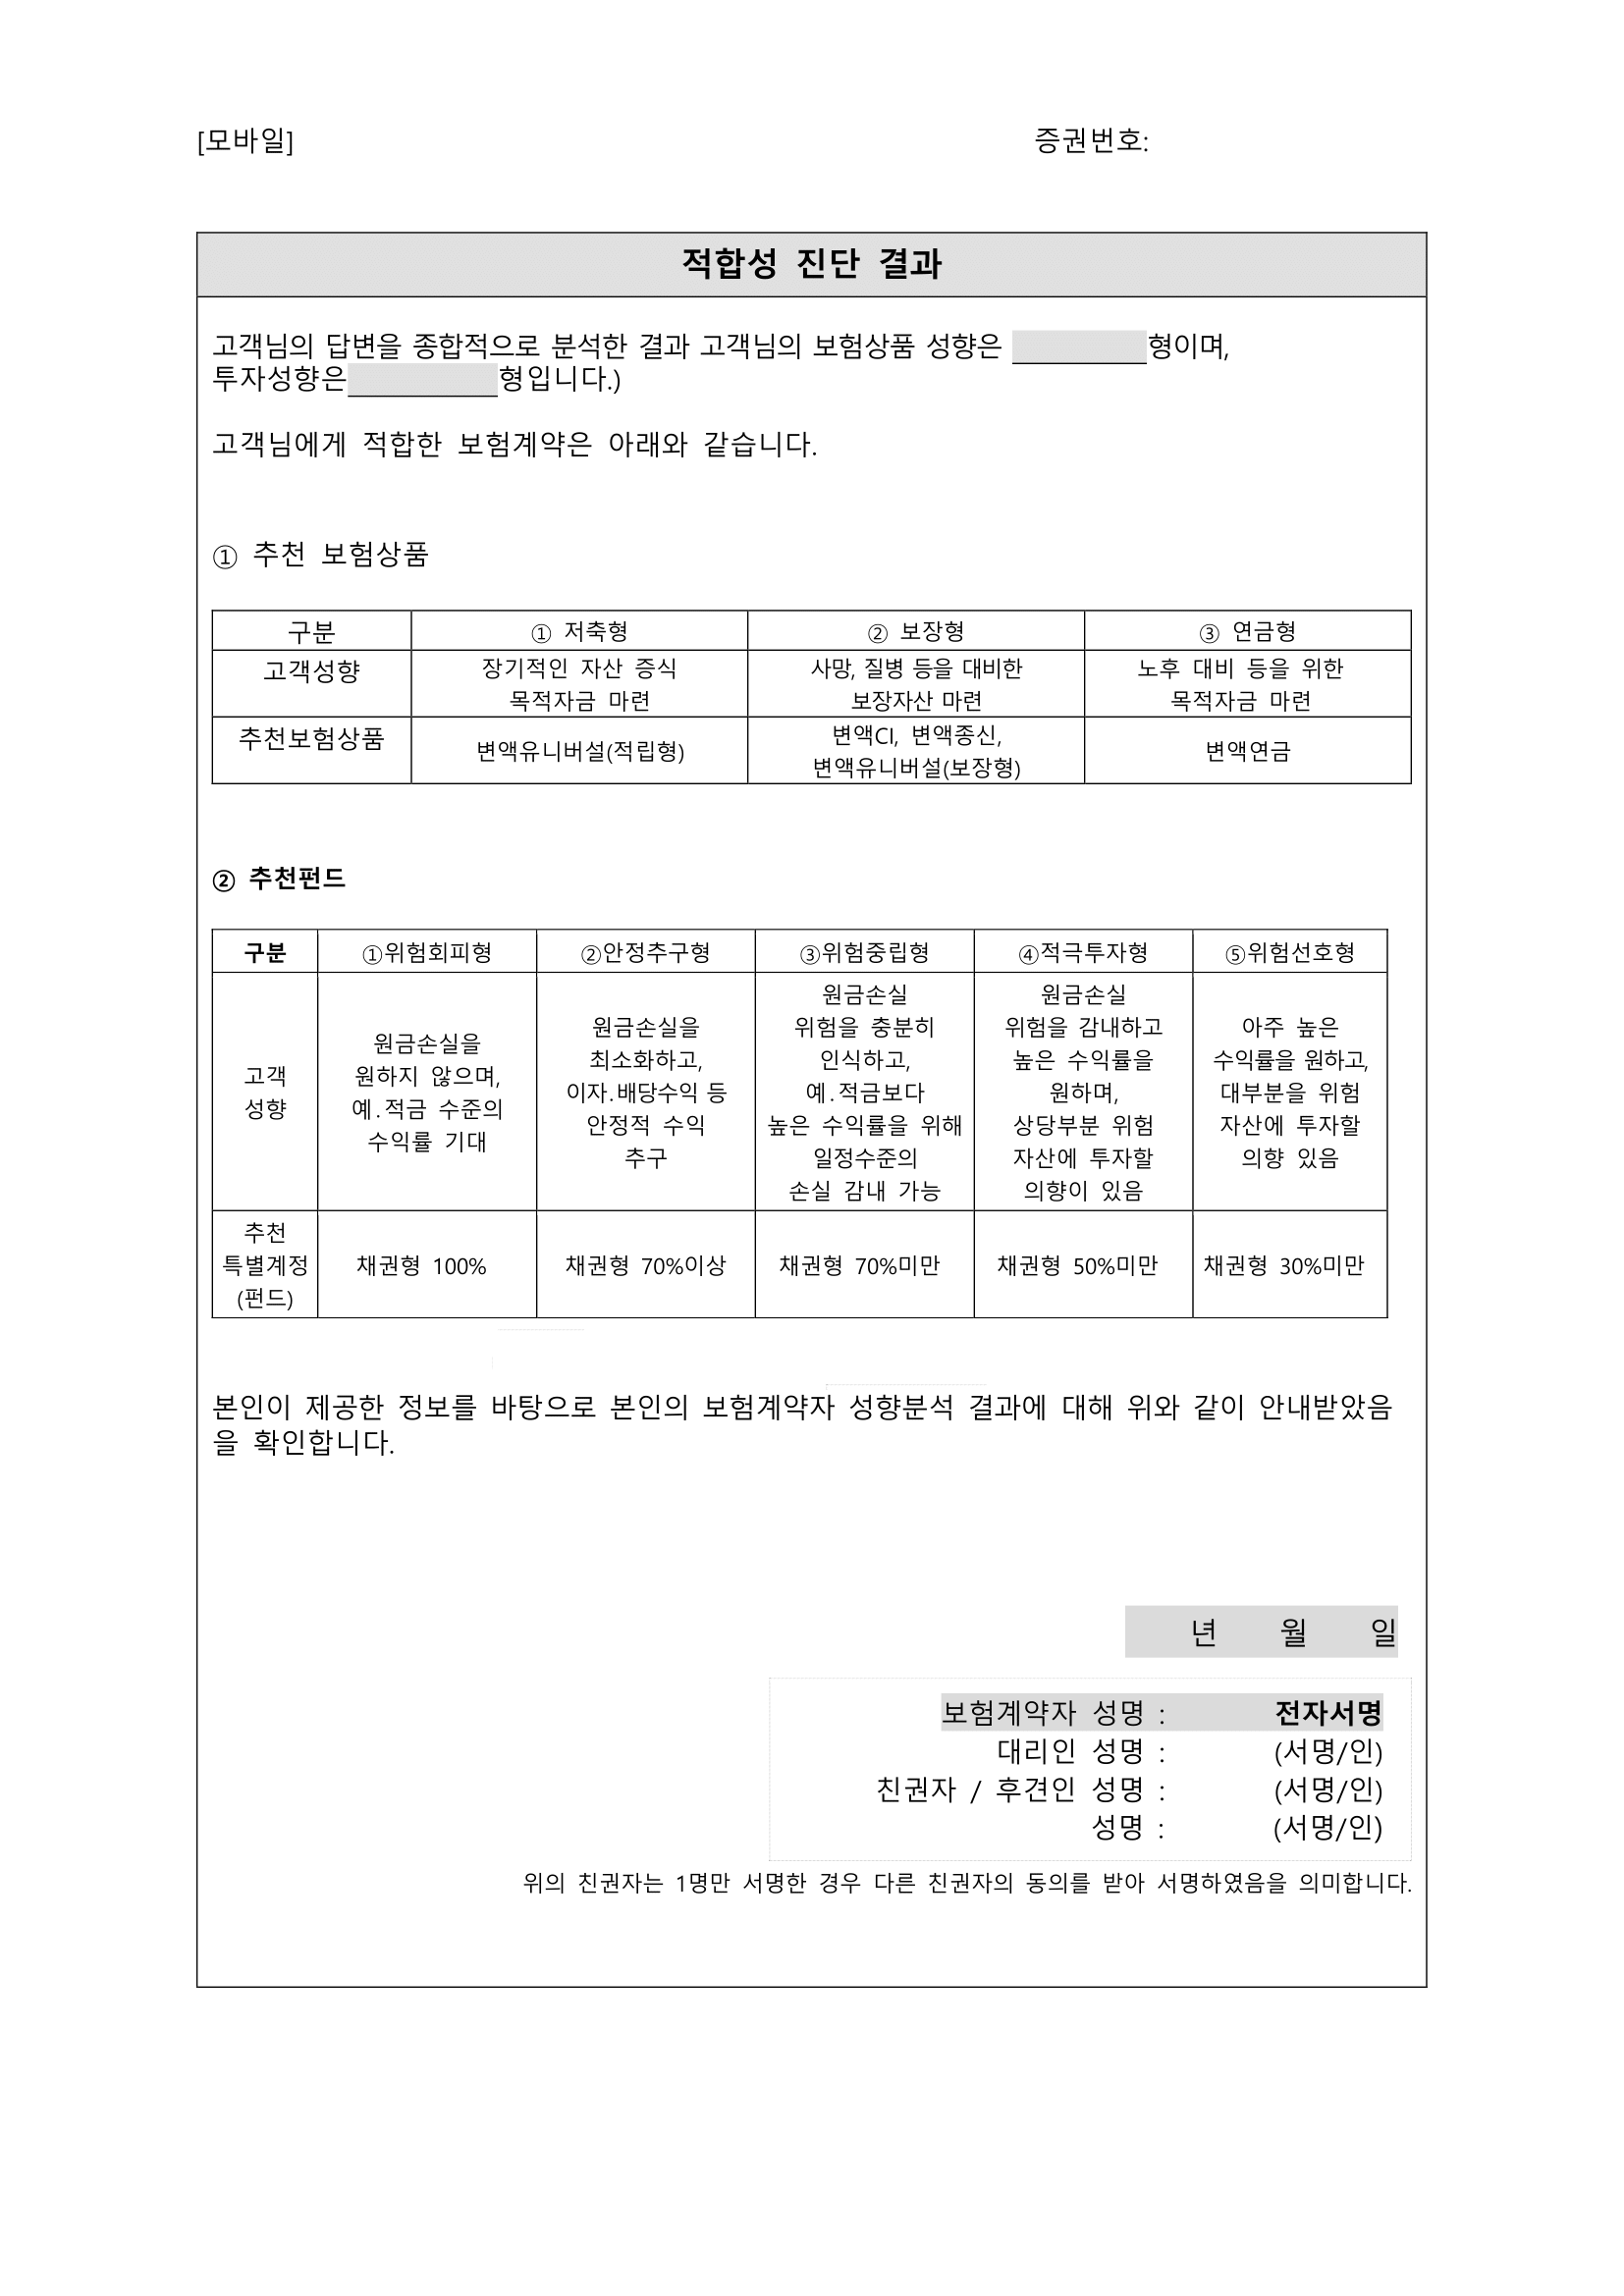 [모바일] 증권번호:
적합성 진단 결과
고객님의 답변을 종합적으로 분석한 결과 고객님의 보험상품 성향은 형이며,
투자성향은 형입니다.)
고객님에게 적합한 보험계약은 아래와 같습니다.
① 추천 보험상품
구분 ① 저축형 ② 보장형 ③ 연금형
고객성향
장기적인 자산 증식
목적자금 마련
사망, 질병 등을 대비한
보장자산 마련
노후 대비 등을 위한
목적자금 마련
추천보험상품
변액유니버설(적립형)
변액CI, 변액종신,
변액유니버설(보장형)
변액연금
② 추천펀드
구분 ①위험회피형 ②안정추구형 ③위험중립형 ④적극투자형 ⑤위험선호형
고객
성향
원금손실을
원하지 않으며,
예.적금 수준의
수익률 기대
원금손실을
최소화하고,
이자.배당수익 등
안정적 수익
추구
원금손실
위험을 충분히
인식하고,
예.적금보다
높은 수익률을 위해
일정수준의
손실 감내 가능
원금손실
위험을 감내하고
높은 수익률을
원하며,
상당부분 위험
자산에 투자할
의향이 있음
아주 높은
수익률을 원하고,
대부분을 위험
자산에 투자할
의향 있음
추천
특별계정
(펀드)
채권형 100% 채권형 70%이상 채권형 70%미만 채권형 50%미만 채권형 30%미만
본인이 제공한 정보를 바탕으로 본인의 보험계약자 성향분석 결과에 대해 위와 같이 안내받았음
을 확인합니다.
년 월 일
보험계약자 성명 : 전자서명
대리인 성명 : (서명/인)
친권자 / 후견인 성명 : (서명/인)
성명 : (서명/인)
위의 친권자는 1명만 서명한 경우 다른 친권자의 동의를 받아 서명하였음을 의미합니다.